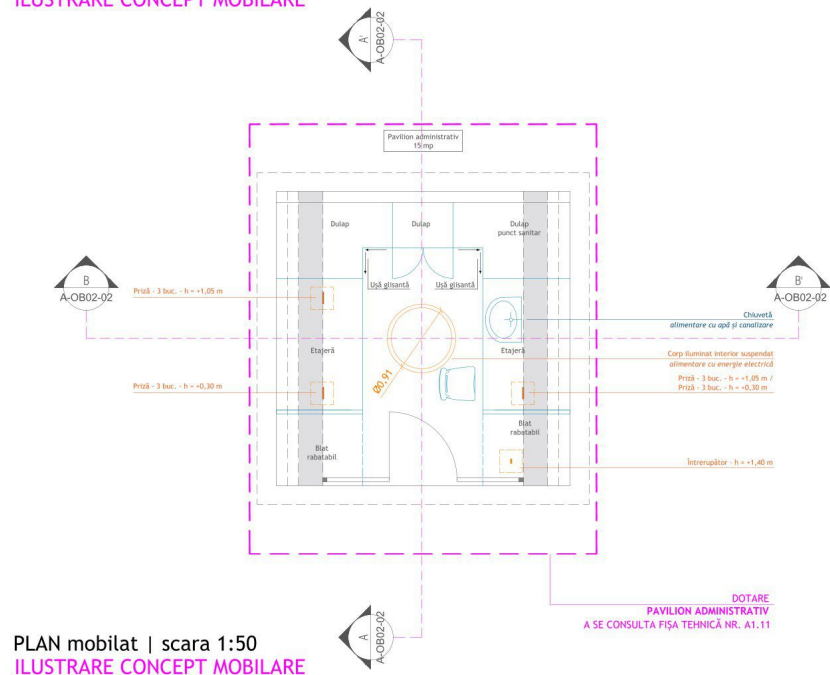 ILUSTRARE CONCEPT MOBILARE
A'
A-OB02-02
Pavilion administrativ
15 mp
Dulap
Dulap
Dulap
punct sanitar
B
A-OB02-02
B'
A-OB02-02
Priză - 3 buc. - h = +1,05 m
Ușă glisantă
Ușă glisantă
Chiuvetă
alimentare cu apă și canalizare
Etajeră
Etajeră
Corp iluminat interior suspendat
alimentare cu energie electrică
Ø0,91
Priză - 3 buc. - h = +0,30 m
Priză - 3 buc. - h = +1,05 m /
Priză - 3 buc. - h = +0,30 m
Blat
rabatabil
Blat
rabatabil
Întrerupător - h = +1,40 m
DOTARE
PAVILION ADMINISTRATIV
A SE CONSULTA FIȘA TEHNICĂ NR. A1.11
A
A-OB02-02
PLAN mobilat | scara 1:50
ILUSTRARE CONCEPT MOBILARE